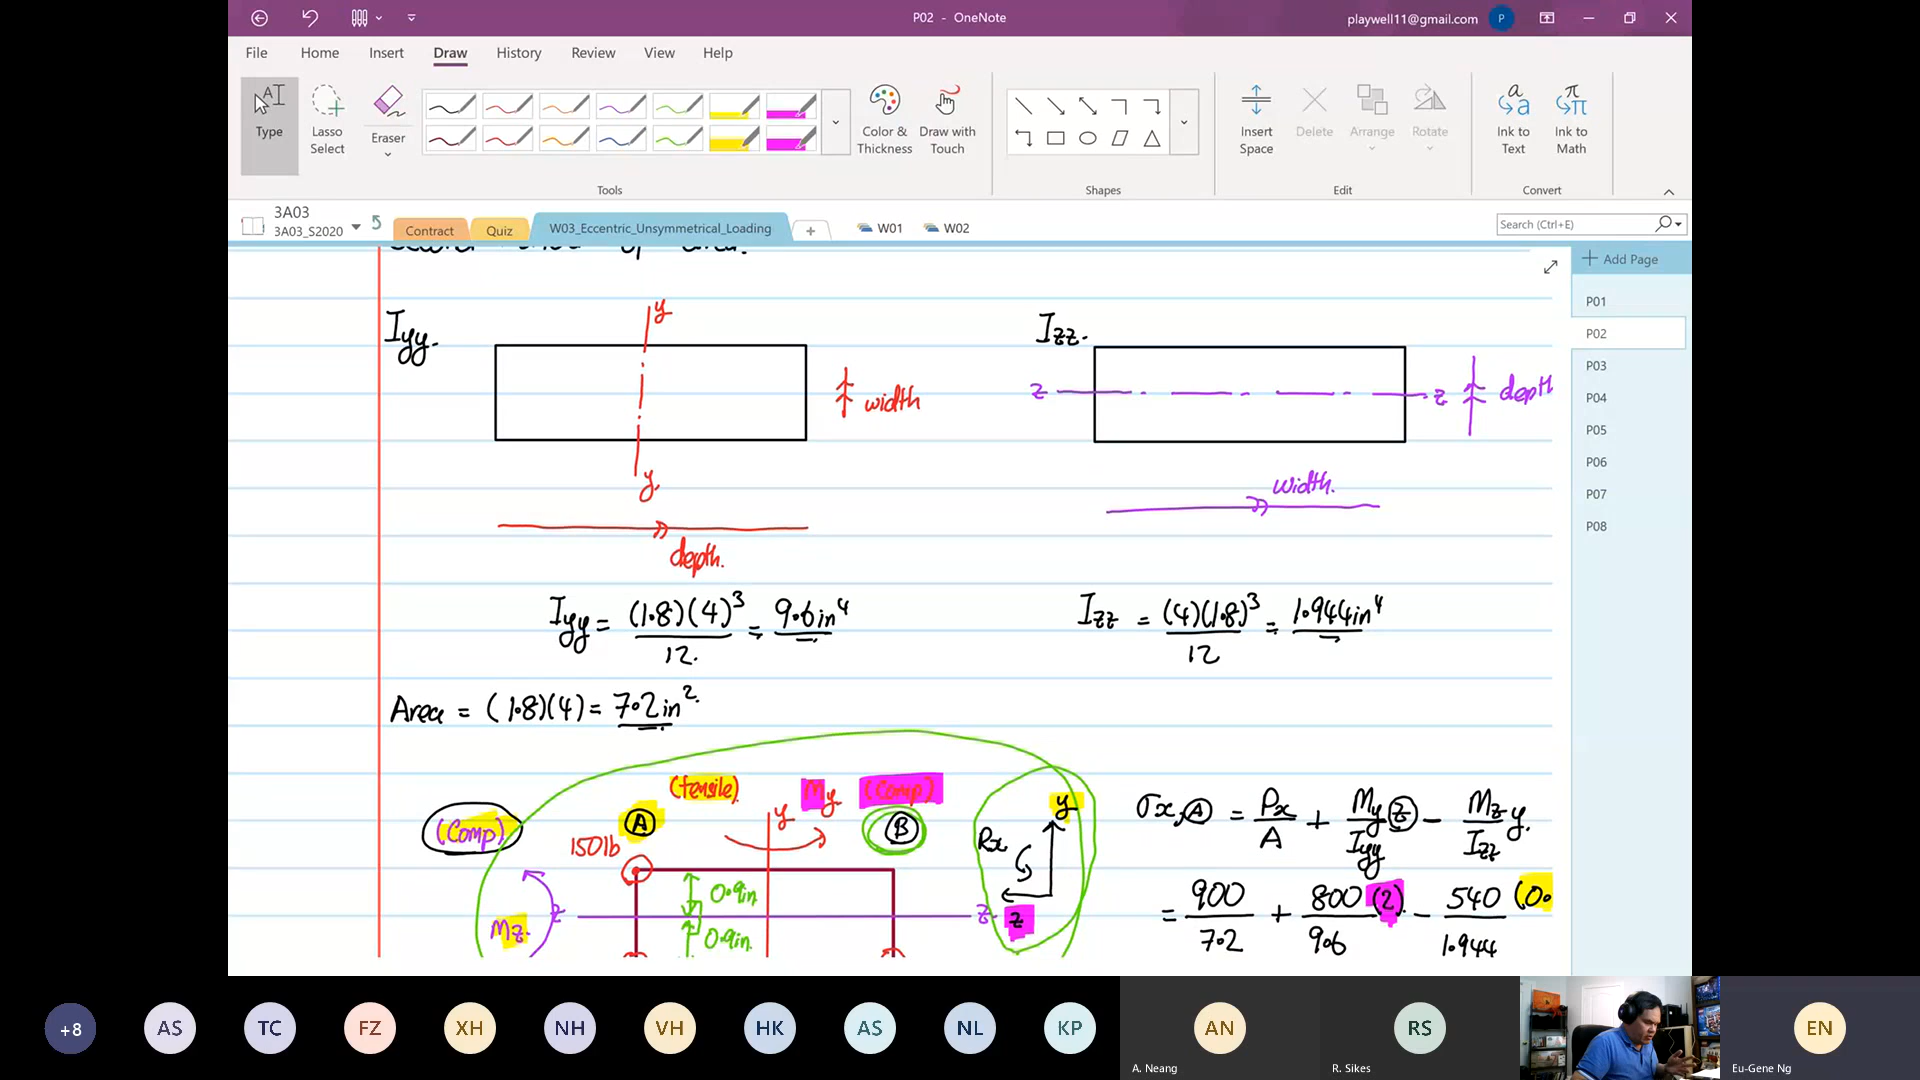 P02 - OneNote
playwell11@gmail.com
P
File Home Insert Draw History Review View Help
Type
Lasso Select
Eraser
Color & Thickness
Draw with Touch
Insert Space
Delete
Arrange
Rotate
Ink to Text
Ink to Math
Tools
Shapes
Edit
Convert
3A03
3A03_S2020
Contract
Quiz
W03_Eccentric_Unsymmetrical_Loading
+
W01
W02
Search (Ctrl+E)
Add Page
P01
P02
P03
P04
P05
P06
P07
P08
of area.
Iyy.
y
width
y.
depth.
Izz.
z
z
depth
width.
Iyy = (1.8)(4)³/12. = 9.6in⁴
Izz = (4)(1.8)³/12 = 1.944in⁴
Area = (1.8)(4) = 7.2in².
(tensile)
My
(Comp)
(Comp)
A
B
y
y
150lb
Rx
0.9in
z
z
z
Mz.
0.9in.
σx,A = Px/A + My/Iyy z - Mz/Izz y.
= 900/7.2 + 800(2)/9.6 - 540(0./1.944
+8
AS
TC
FZ
XH
NH
VH
HK
AS
NL
KP
AN
A. Neang
RS
R. Sikes
EN
Eu-Gene Ng